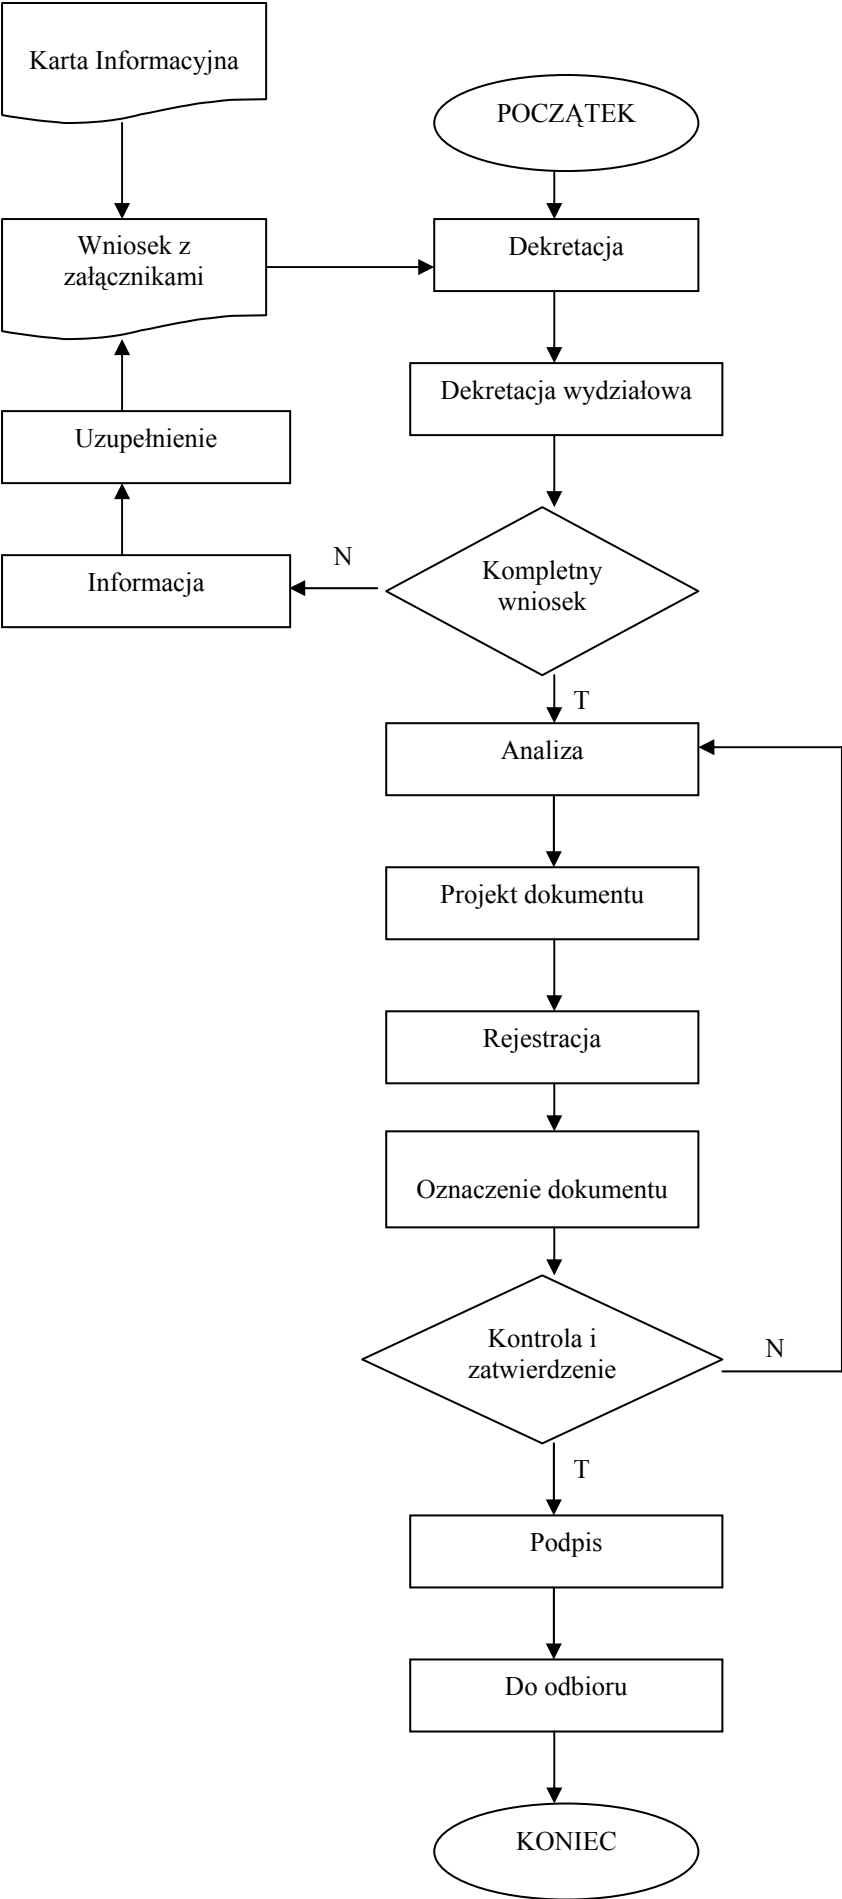 Karta Informacyjna
POCZĄTEK
Wniosek z
załącznikami
Dekretacja
Dekretacja wydziałowa
Uzupełnienie
Kompletny
wniosek
N
Informacja
T
Analiza
Projekt dokumentu
Rejestracja
Oznaczenie dokumentu
Kontrola i
zatwierdzenie
N
T
Podpis
Do odbioru
KONIEC